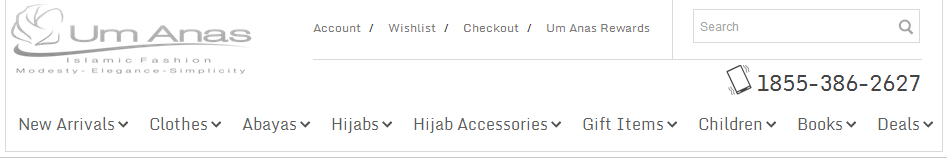 Um Anas
Islamic Fashion
Modesty-Elegance-Simplicity
Account / Wishlist / Checkout / Um Anas Rewards
Search
1855-386-2627
New Arrivals Clothes Abayas Hijabs Hijab Accessories Gift Items Children Books Deals